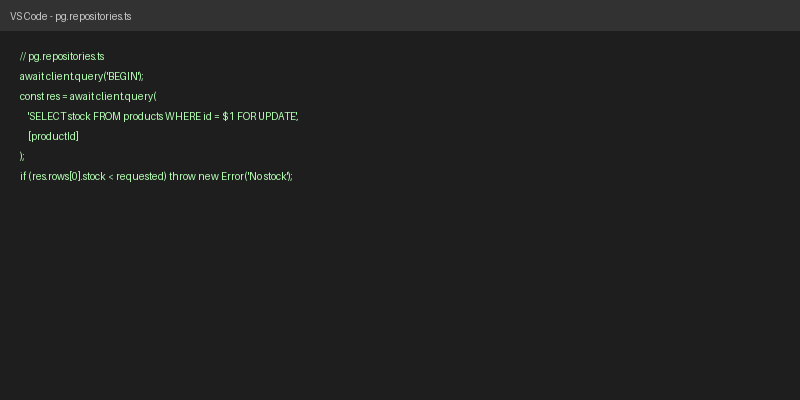 VS Code - pg.repositories.ts
// pg.repositories.ts
await client.query('BEGIN');
const res = await client.query(
'SELECT stock FROM products WHERE id = $1 FOR UPDATE',
[productId]
);
if (res.rows[0].stock < requested) throw new Error('No stock');